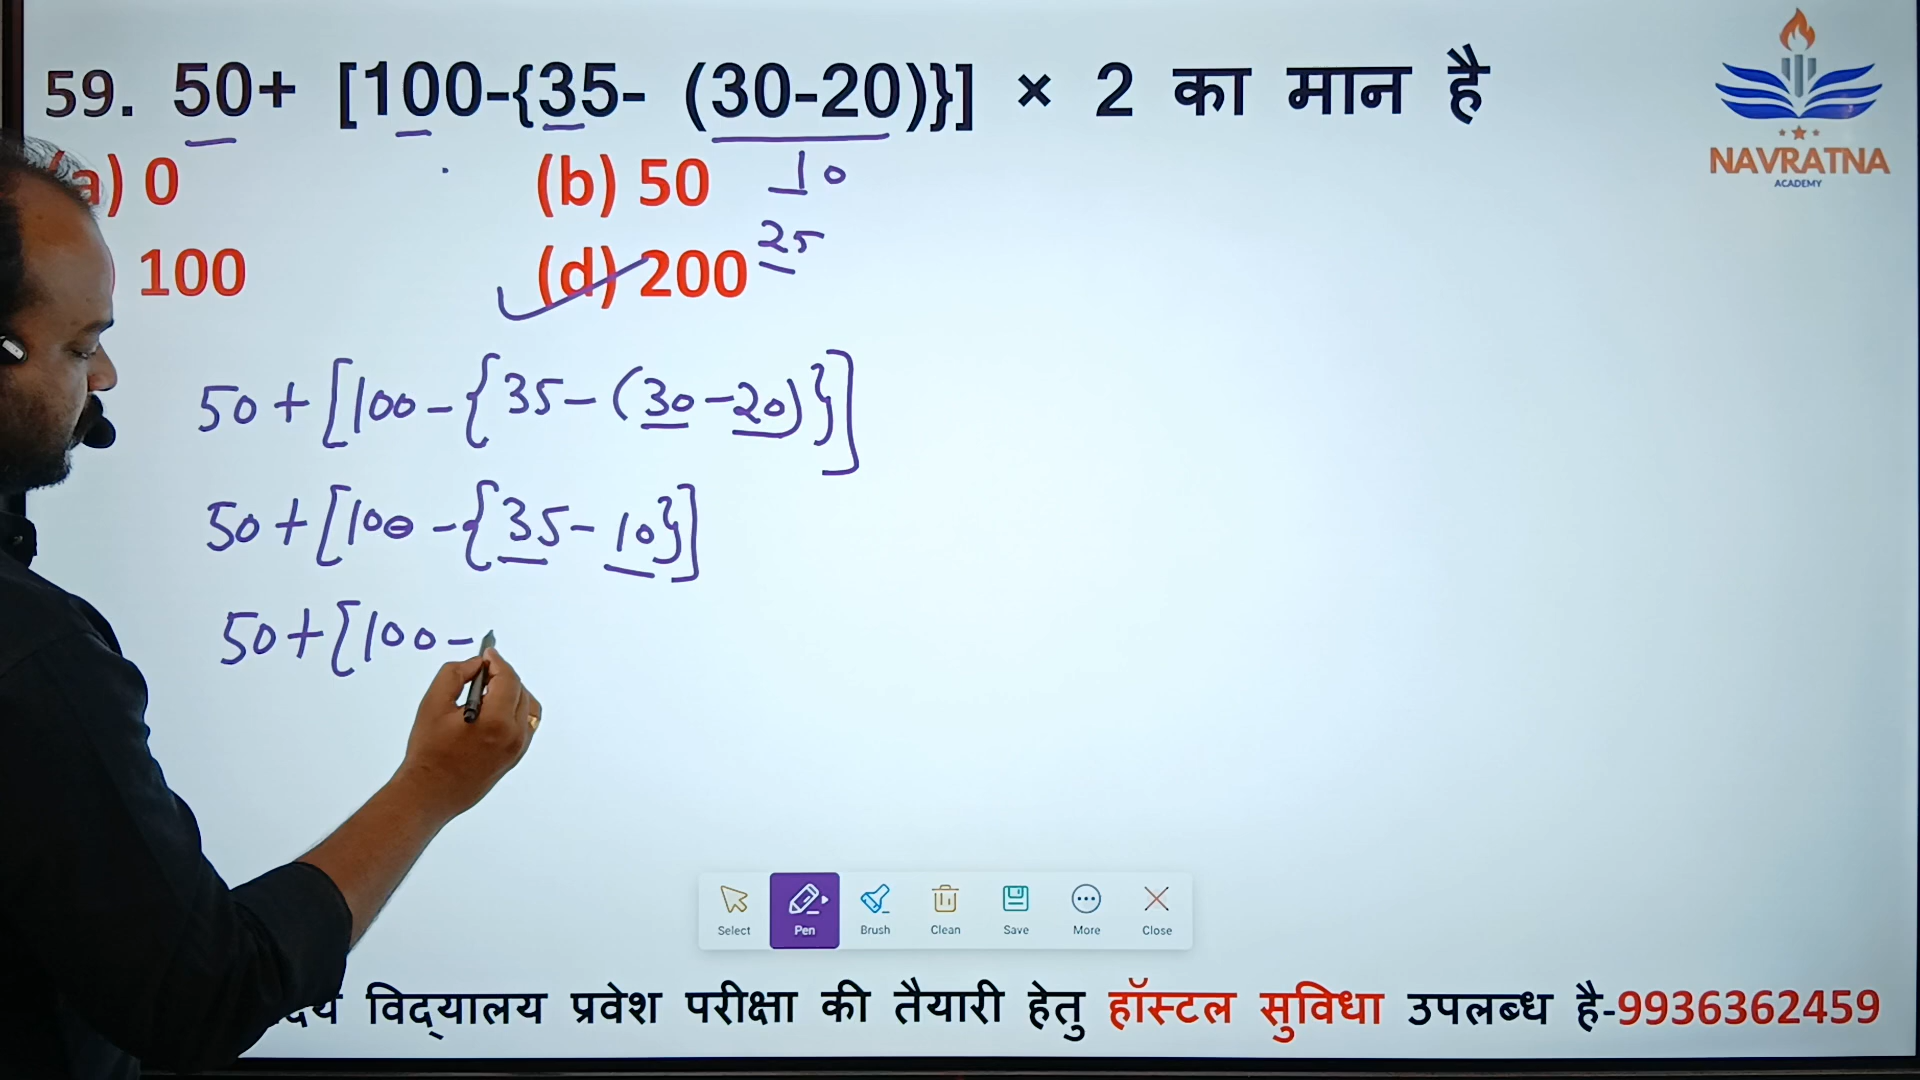 59. 50+ [100-{35- (30-20)}] × 2 का मान है
NAVRATNA
ACADEMY
a) 0
(b) 50
10
25
) 100
(d) 200
50+[100-{35-(30-20)}]
50+[100-{35-10}]
50+[100-
Select Pen Brush Clean Save More Close
विद्यालय प्रवेश परीक्षा की तैयारी हेतु हॉस्टल सुविधा उपलब्ध है-9936362459